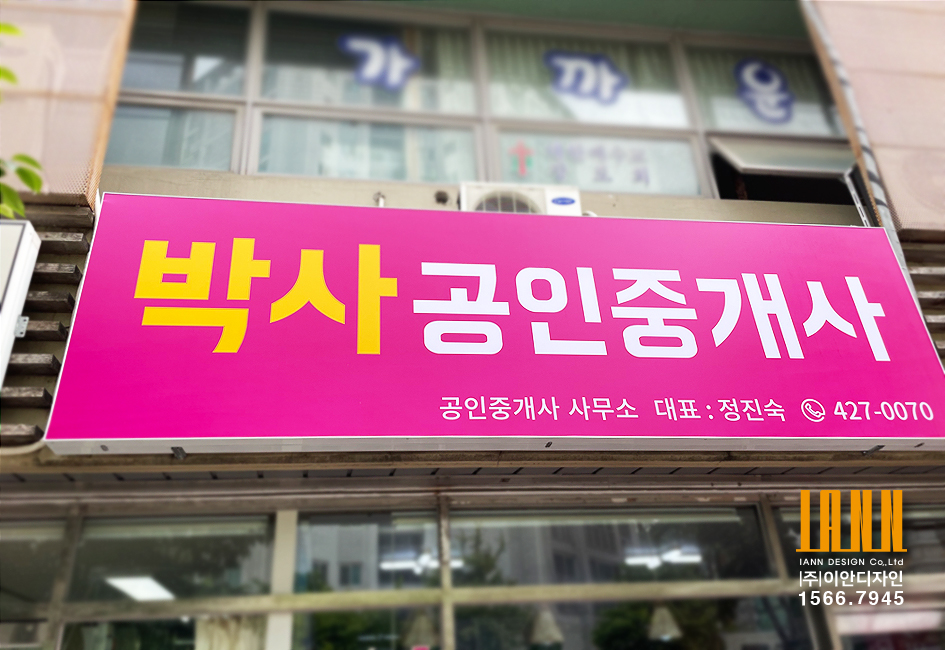 가까운
박사 공인중개사
공인중개사 사무소 대표 : 정진숙 427-0070
IANN
IANN DESIGN Co,.Ltd
(주)이안디자인
1566.7945